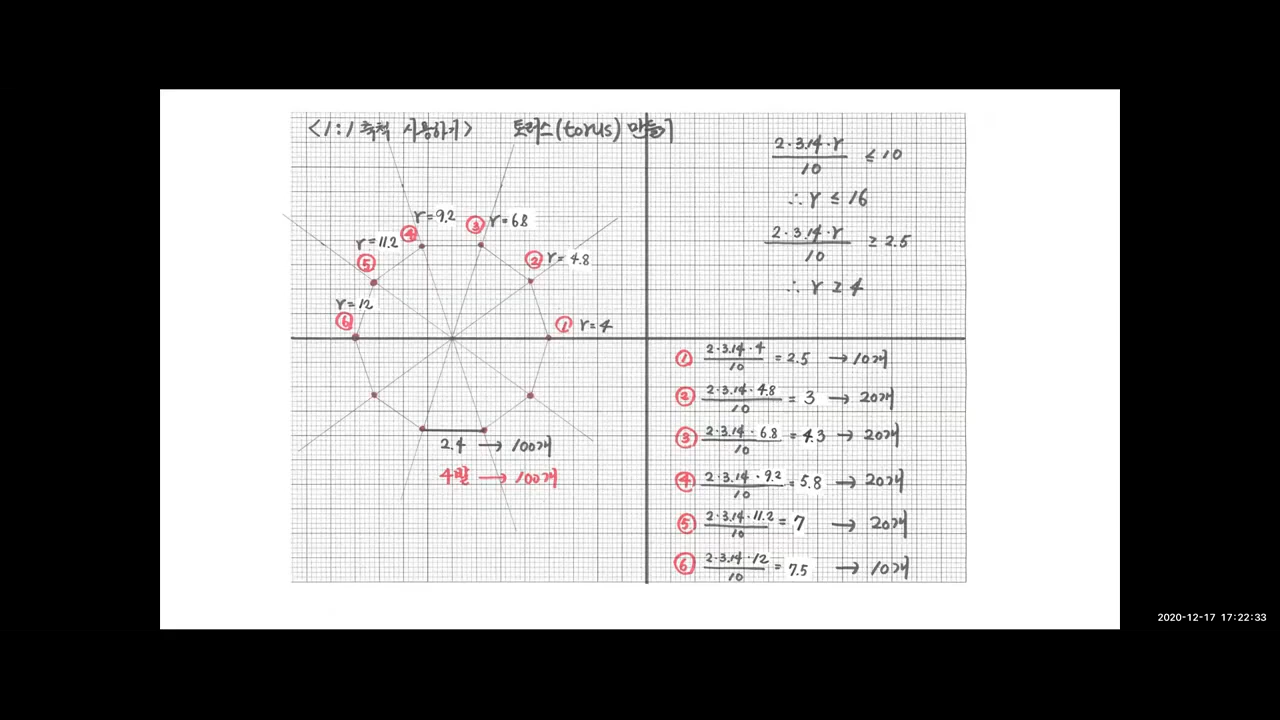 <1:1 축척 사용하기> 토러스(torus) 만들기
2·3.14·r / 10 ≤ 10
∴ r ≤ 16
2·3.14·r / 10 ≥ 2.5
∴ r ≥ 4
④ r=9.2
③ r=6.8
⑤ r=11.2
② r=4.8
⑥ r=12
① r=4
2.4 → 100개
4발 → 100개
① 2·3.14·4 / 10 = 2.5 → 10개
② 2·3.14·4.8 / 10 = 3 → 20개
③ 2·3.14·6.8 / 10 = 4.3 → 20개
④ 2·3.14·9.2 / 10 = 5.8 → 20개
⑤ 2·3.14·11.2 / 10 = 7 → 20개
⑥ 2·3.14·12 / 10 = 7.5 → 10개
2020-12-17 17:22:33